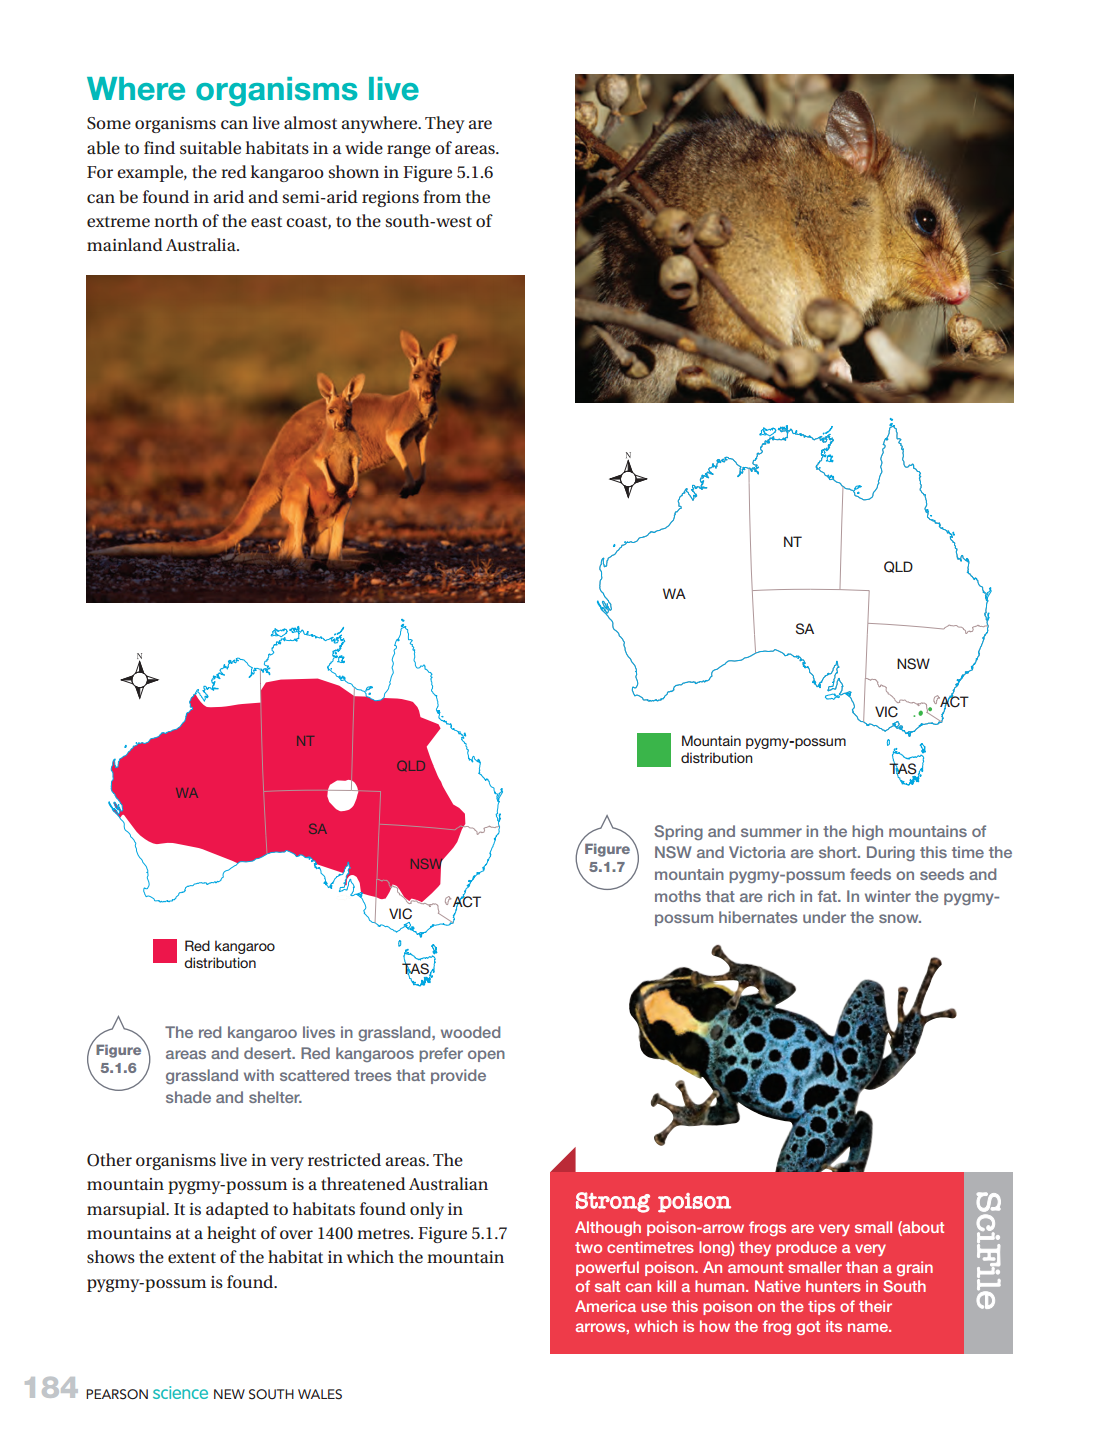 Where organisms live
Some organisms can live almost anywhere. They are
able to find suitable habitats in a wide range of areas.
For example, the red kangaroo shown in Figure 5.1.6
can be found in arid and semi-arid regions from the
extreme north of the east coast, to the south-west of
mainland Australia.
N
NT
QLD
WA
SA
NSW
ACT
VIC
TAS
Red kangaroo
distribution
Figure
5.1.6
The red kangaroo lives in grassland, wooded
areas and desert. Red kangaroos prefer open
grassland with scattered trees that provide
shade and shelter.
Other organisms live in very restricted areas. The
mountain pygmy-possum is a threatened Australian
marsupial. It is adapted to habitats found only in
mountains at a height of over 1400 metres. Figure 5.1.7
shows the extent of the habitat in which the mountain
pygmy-possum is found.
N
NT
QLD
WA
SA
NSW
ACT
VIC
TAS
Mountain pygmy-possum
distribution
Figure
5.1.7
Spring and summer in the high mountains of
NSW and Victoria are short. During this time the
mountain pygmy-possum feeds on seeds and
moths that are rich in fat. In winter the pygmy-
possum hibernates under the snow.
Strong poison
Although poison-arrow frogs are very small (about
two centimetres long) they produce a very
powerful poison. An amount smaller than a grain
of salt can kill a human. Native hunters in South
America use this poison on the tips of their
arrows, which is how the frog got its name.
SciFile
184 PEARSON science NEW SOUTH WALES